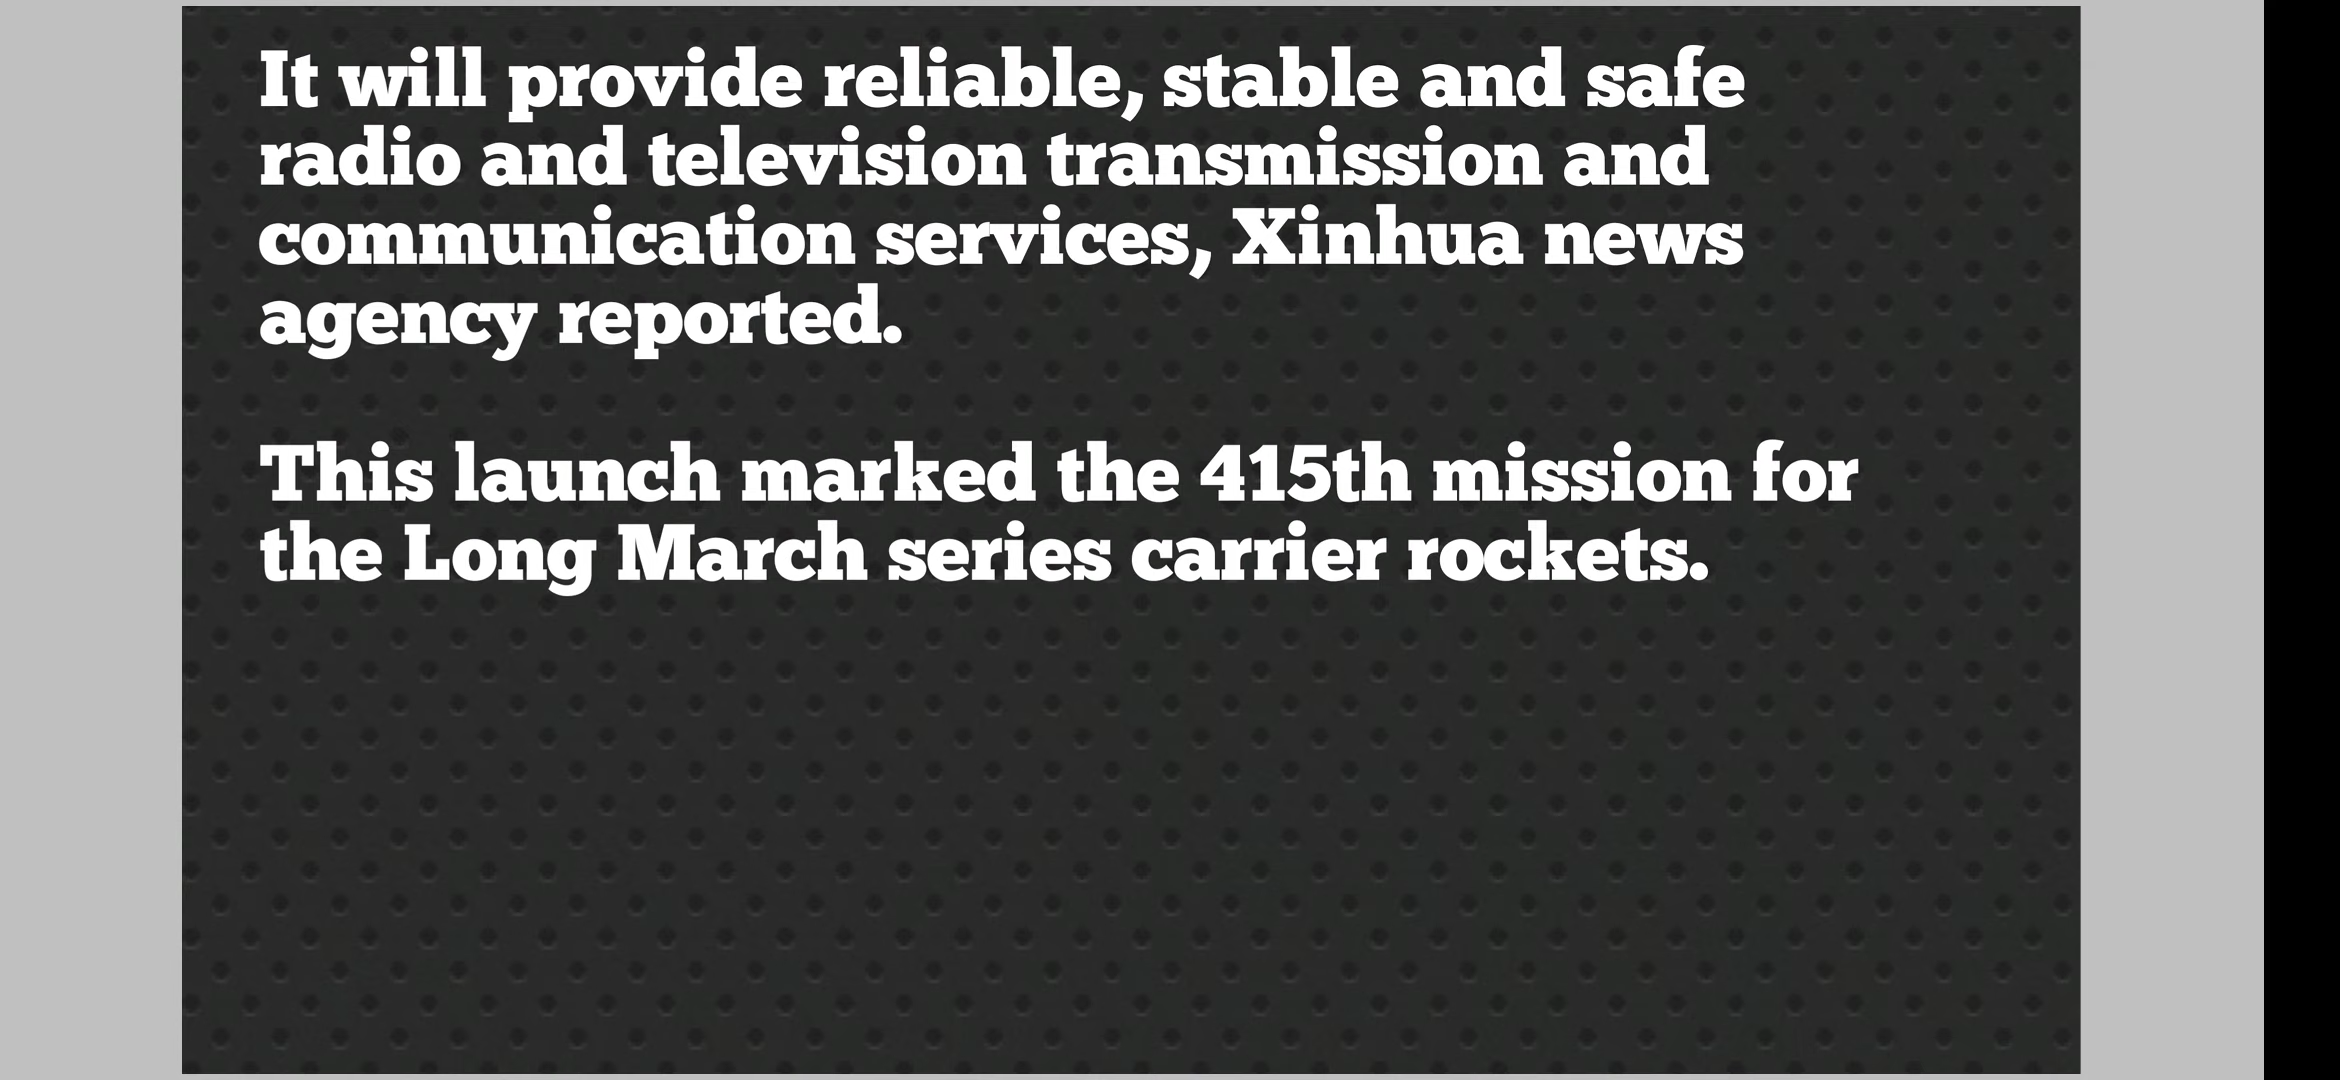 It will provide reliable, stable and safe
radio and television transmission and
communication services, Xinhua news
agency reported.
This launch marked the 415th mission for
the Long March series carrier rockets.